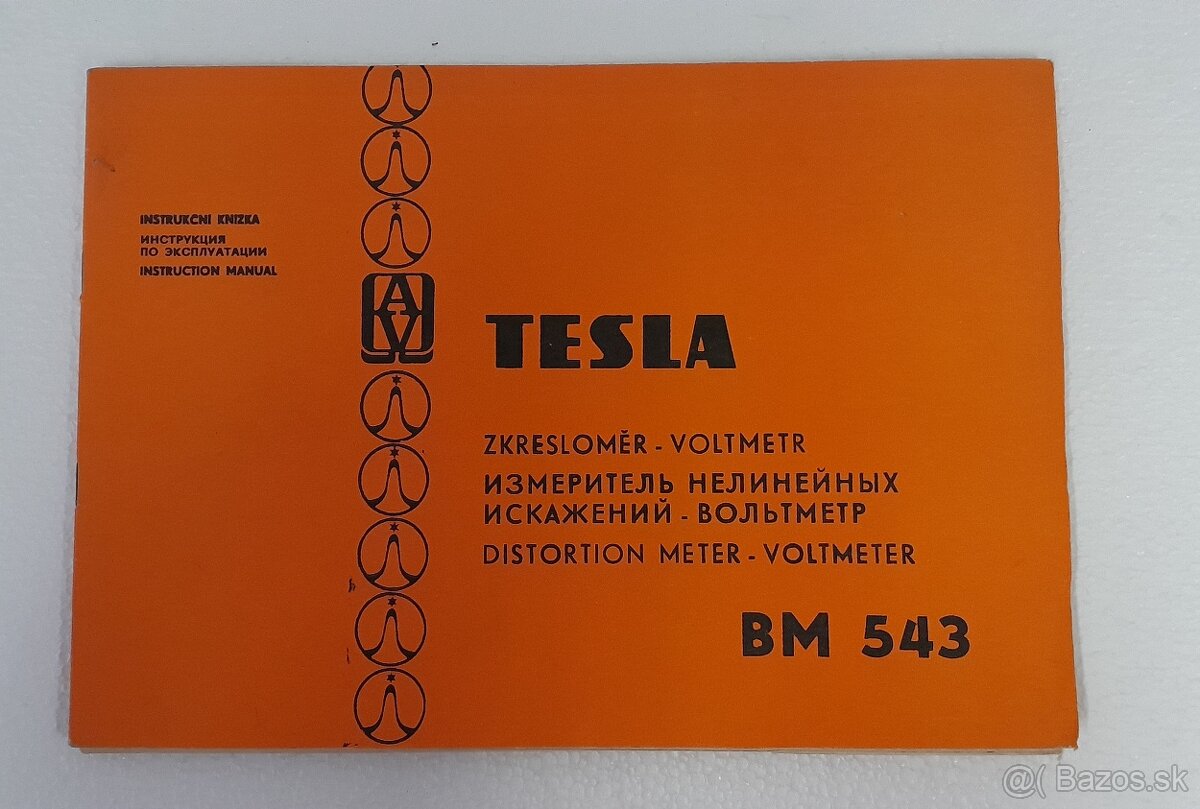 INSTRUKČNI KNIZKA
ИНСТРУКЦИЯ
ПО ЭКСПЛУАТАЦИИ
INSTRUCTION MANUAL
TESLA
ZKRESLOMĚR - VOLTMETR
ИЗМЕРИТЕЛЬ НЕЛИНЕЙНЫХ
ИСКАЖЕНИЙ - ВОЛЬТМЕТР
DISTORTION METER - VOLTMETER
BM 543
@( Bazos.sk